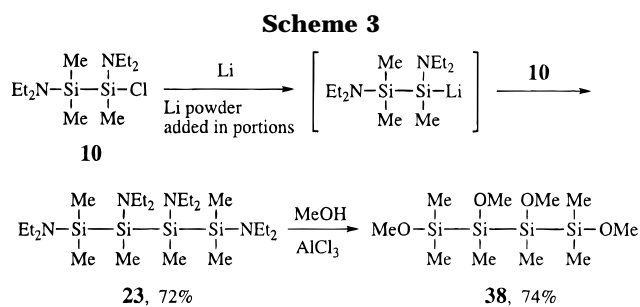 Scheme 3
Me NEt2
Et2N—Si—Si—Cl
Me Me
10
Li
Li powder
added in portions
Me NEt2
Et2N—Si—Si—Li
Me Me
10
Me NEt2 NEt2 Me
Et2N—Si—Si—Si—Si—NEt2
Me Me Me Me
23, 72%
MeOH
AlCl3
Me OMe OMe Me
MeO—Si—Si—Si—Si—OMe
Me Me Me Me
38, 74%